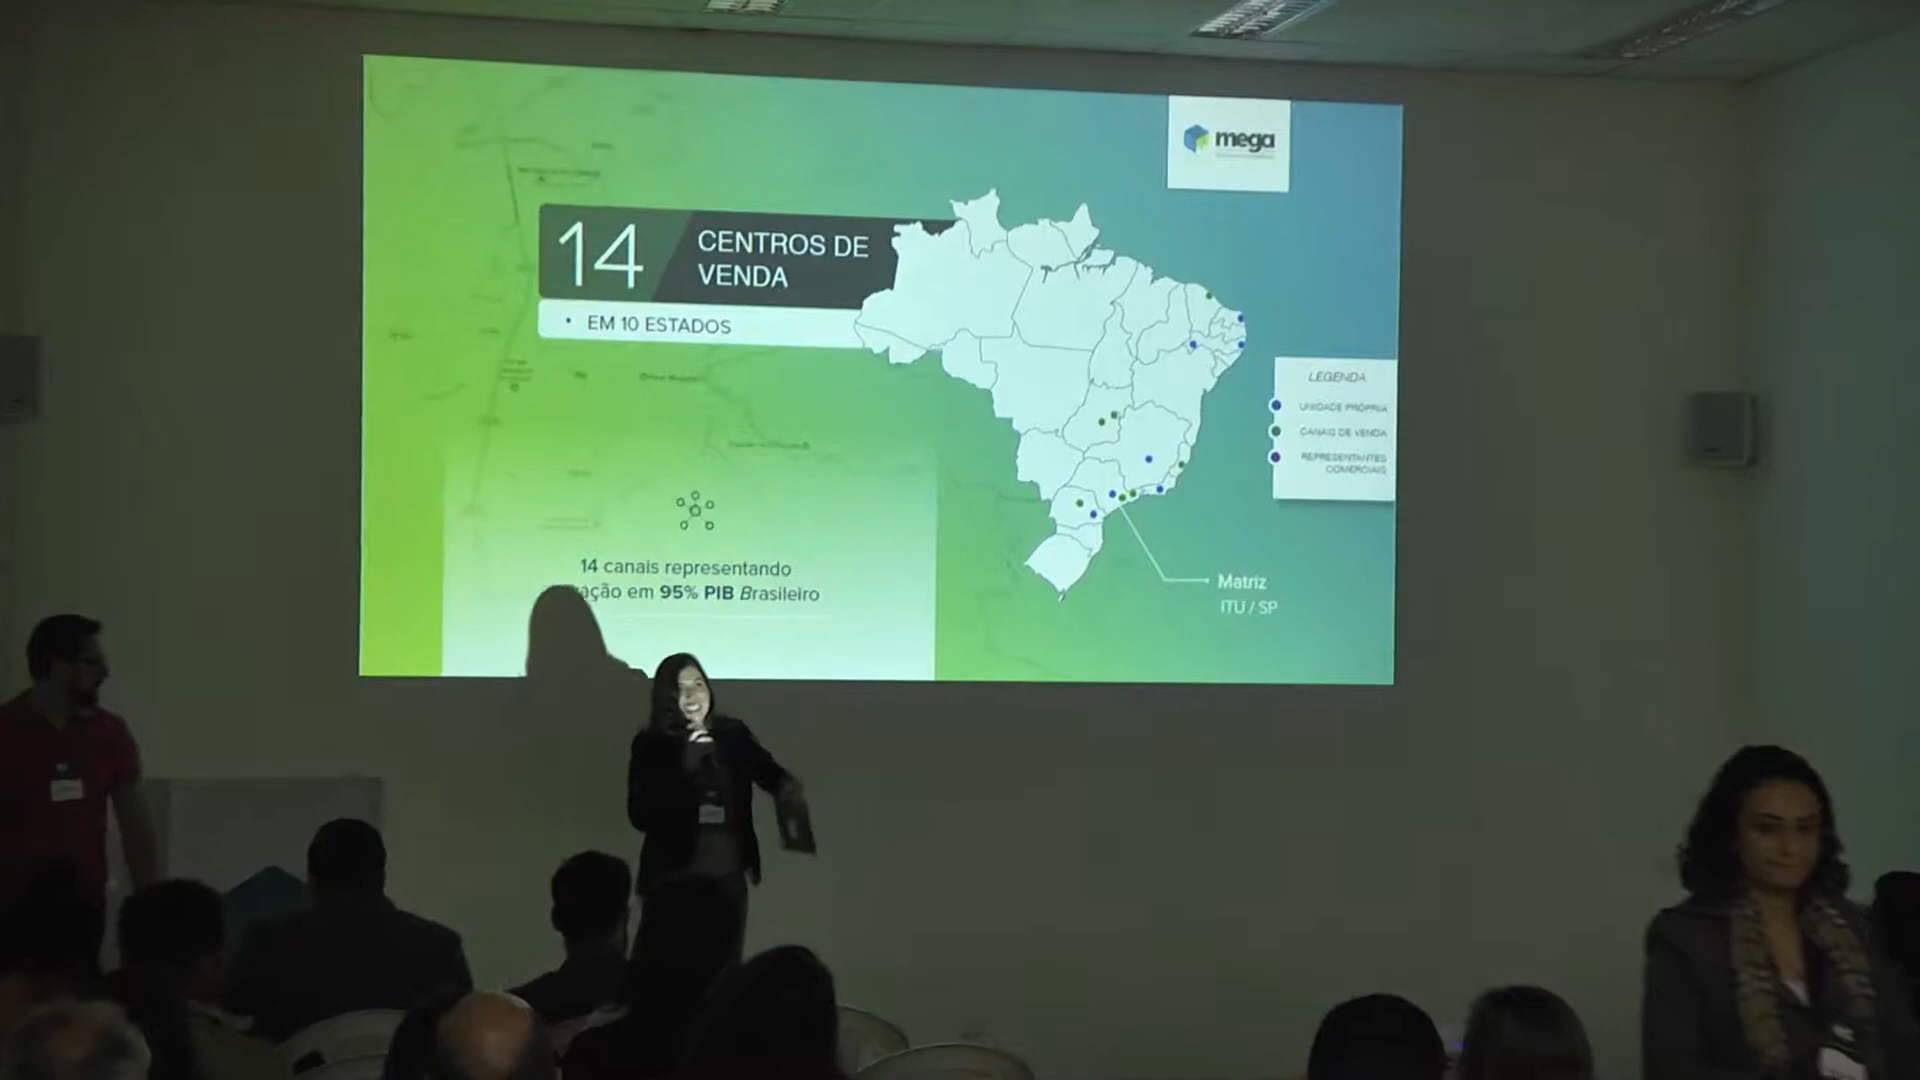 mega
14
CENTROS DE
VENDA
• EM 10 ESTADOS
LEGENDA
UNIDADE PRÓPRIA
CANAIS DE VENDA
REPRESENTANTES
COMERCIAIS
14 canais representando
ação em 95% PIB Brasileiro
Matriz
ITU / SP